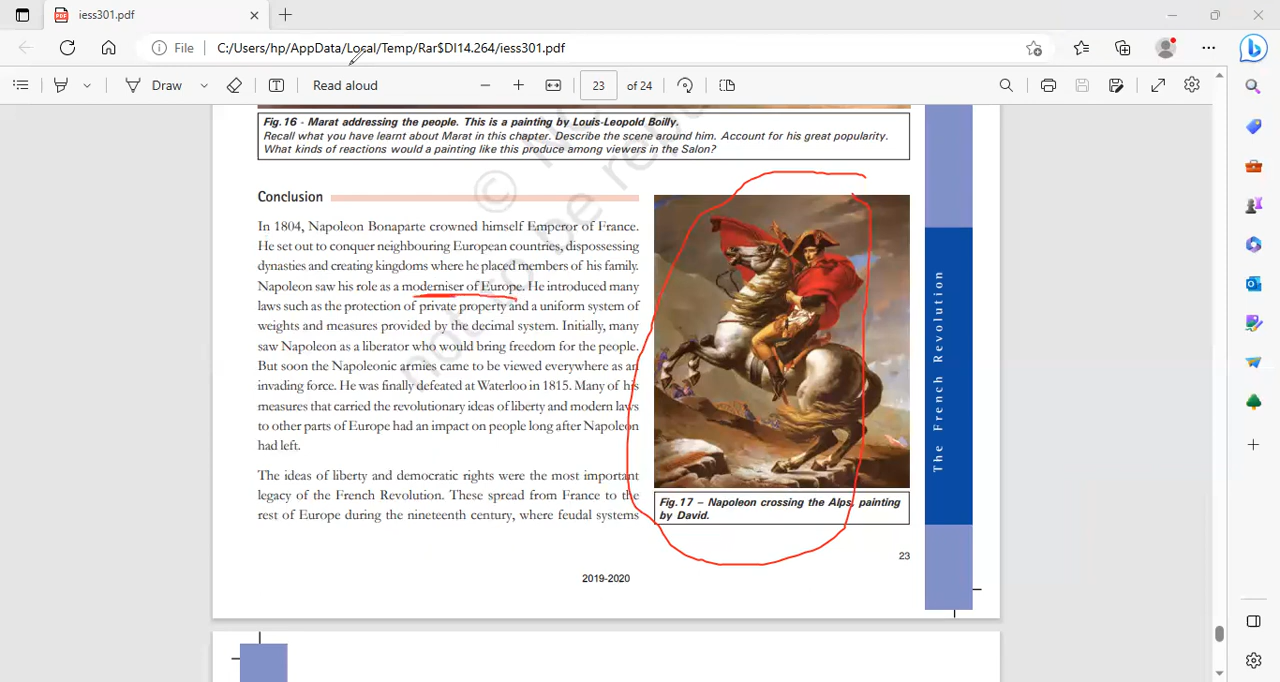 iess301.pdf
File
C:/Users/hp/AppData/Local/Temp/Rar$DI14.264/iess301.pdf
Draw
Read aloud
23
of 24
Fig.16 - Marat addressing the people. This is a painting by Louis-Leopold Boilly.
Recall what you have learnt about Marat in this chapter. Describe the scene around him. Account for his great popularity.
What kinds of reactions would a painting like this produce among viewers in the Salon?
Conclusion
In 1804, Napoleon Bonaparte crowned himself Emperor of France.
He set out to conquer neighbouring European countries, dispossessing
dynasties and creating kingdoms where he placed members of his family.
Napoleon saw his role as a moderniser of Europe. He introduced many
laws such as the protection of private property and a uniform system of
weights and measures provided by the decimal system. Initially, many
saw Napoleon as a liberator who would bring freedom for the people.
But soon the Napoleonic armies came to be viewed everywhere as an
invading force. He was finally defeated at Waterloo in 1815. Many of his
measures that carried the revolutionary ideas of liberty and modern laws
to other parts of Europe had an impact on people long after Napoleon
had left.
The ideas of liberty and democratic rights were the most important
legacy of the French Revolution. These spread from France to the
rest of Europe during the nineteenth century, where feudal systems
Fig.17 – Napoleon crossing the Alps, painting
by David.
The French Revolution
23
2019-2020
©
not to be